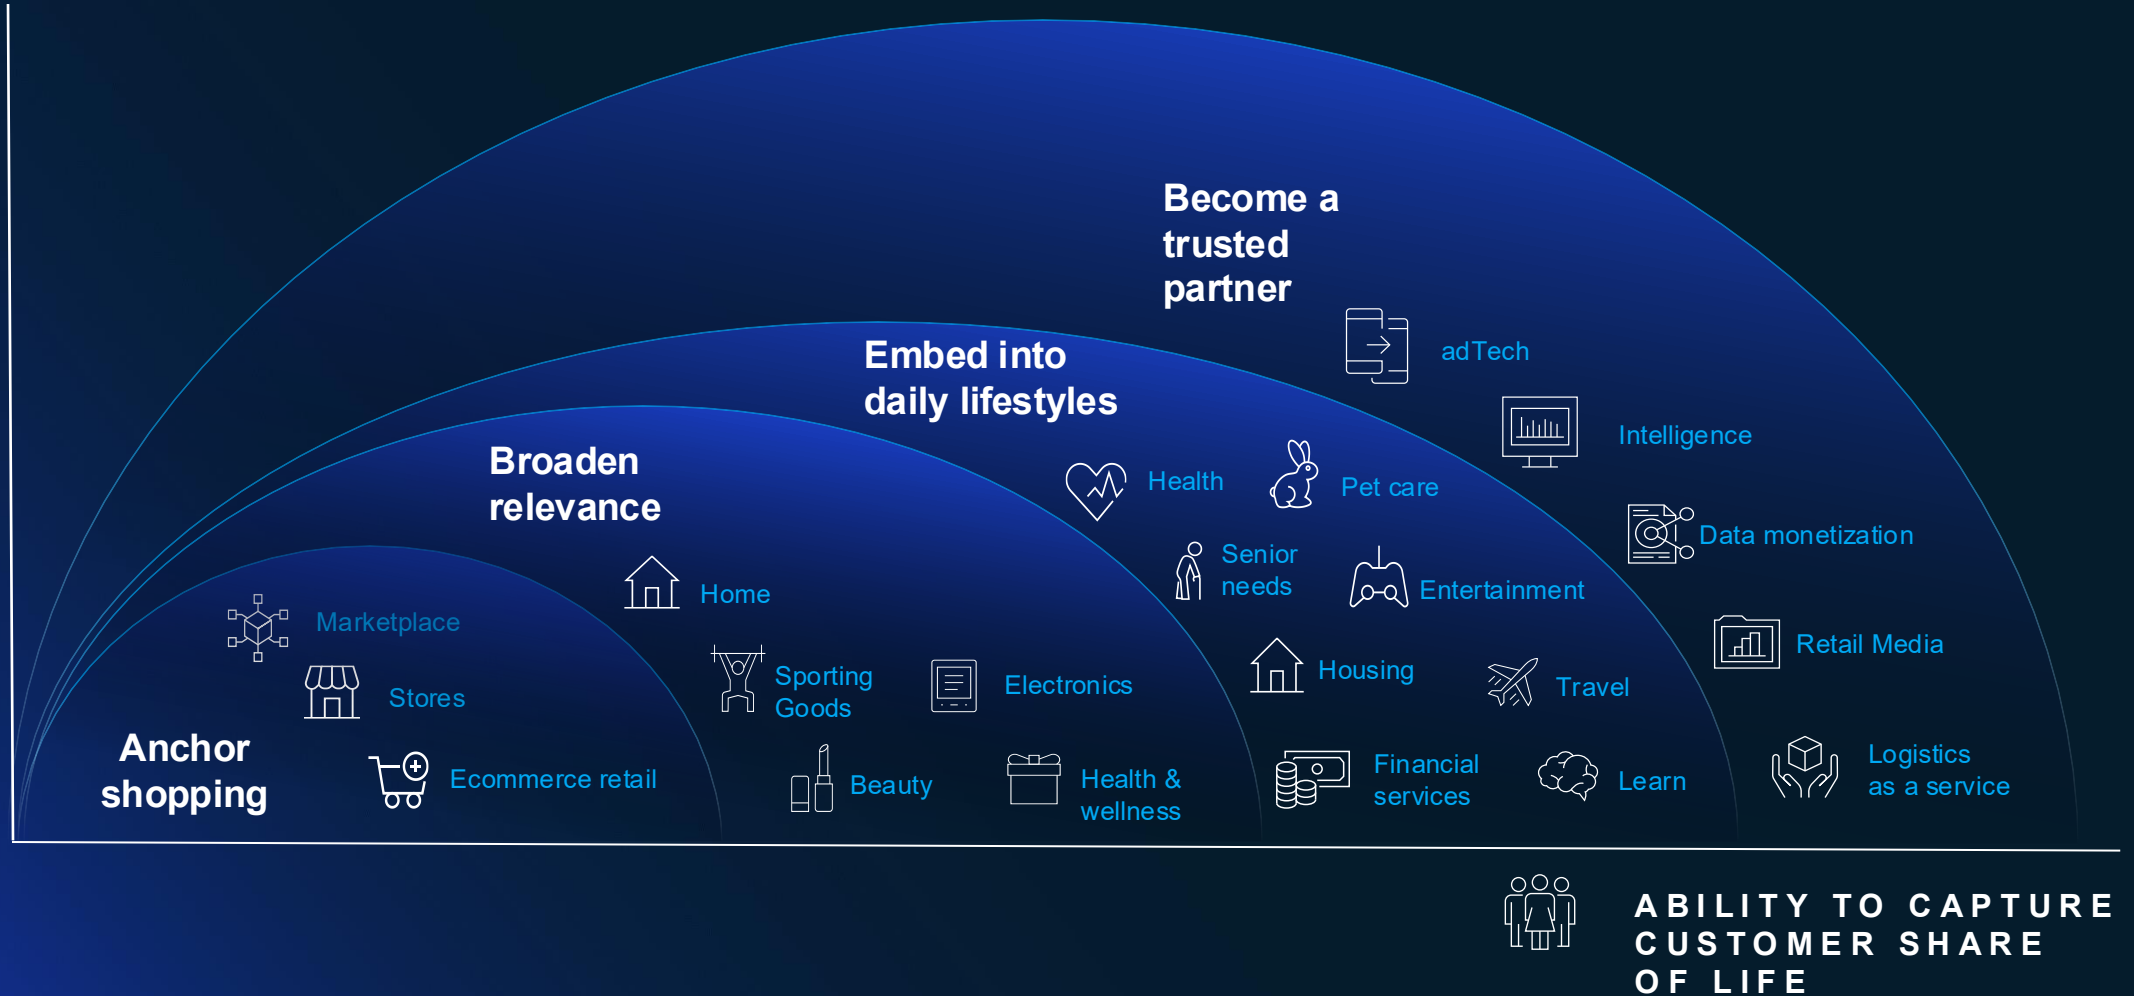 Become a
trusted
partner
adTech
Intelligence
Data monetization
Retail Media
Logistics
as a service
Embed into
daily lifestyles
Health
Pet care
Senior
needs
Entertainment
Housing
Travel
Financial
services
Learn
Broaden
relevance
Home
Sporting
Goods
Electronics
Beauty
Health &
wellness
Marketplace
Stores
Anchor
shopping
Ecommerce retail
ABILITY TO CAPTURE
CUSTOMER SHARE
OF LIFE